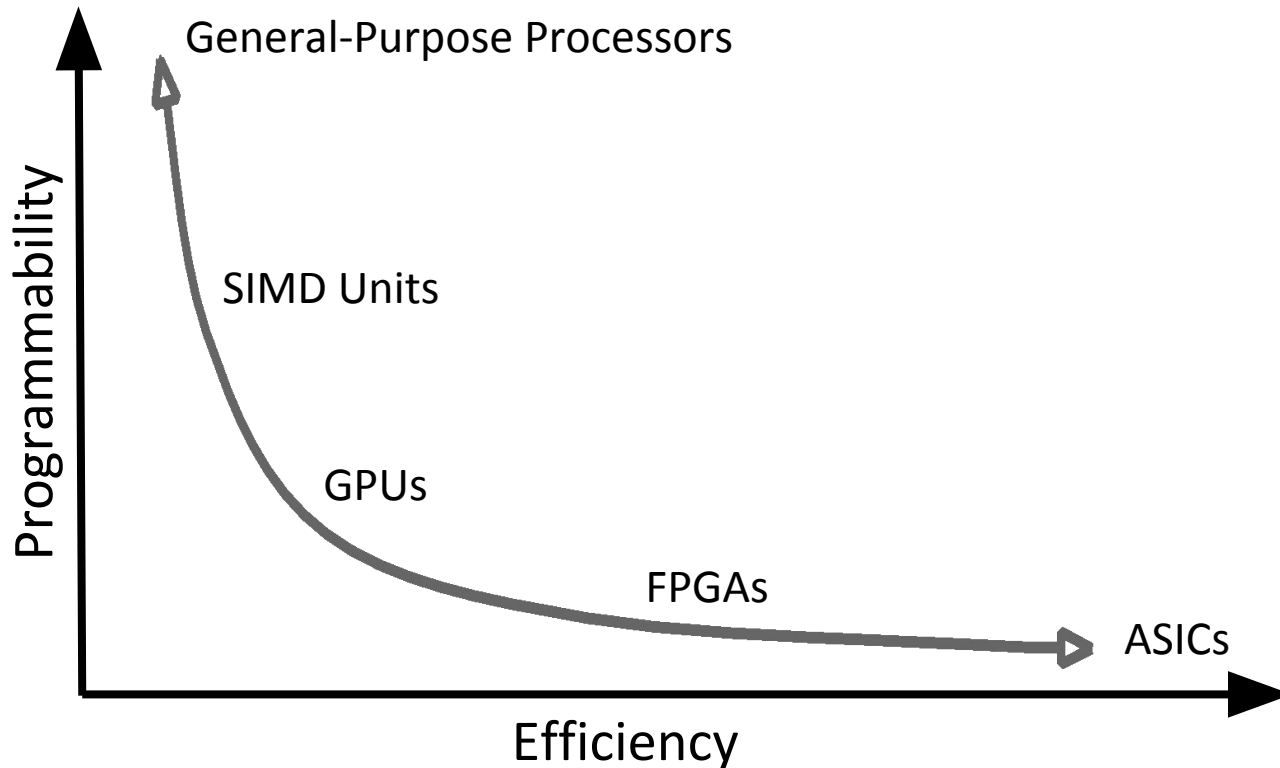 General-Purpose Processors
Programmability
SIMD Units
GPUs
FPGAs
ASICs
Efficiency